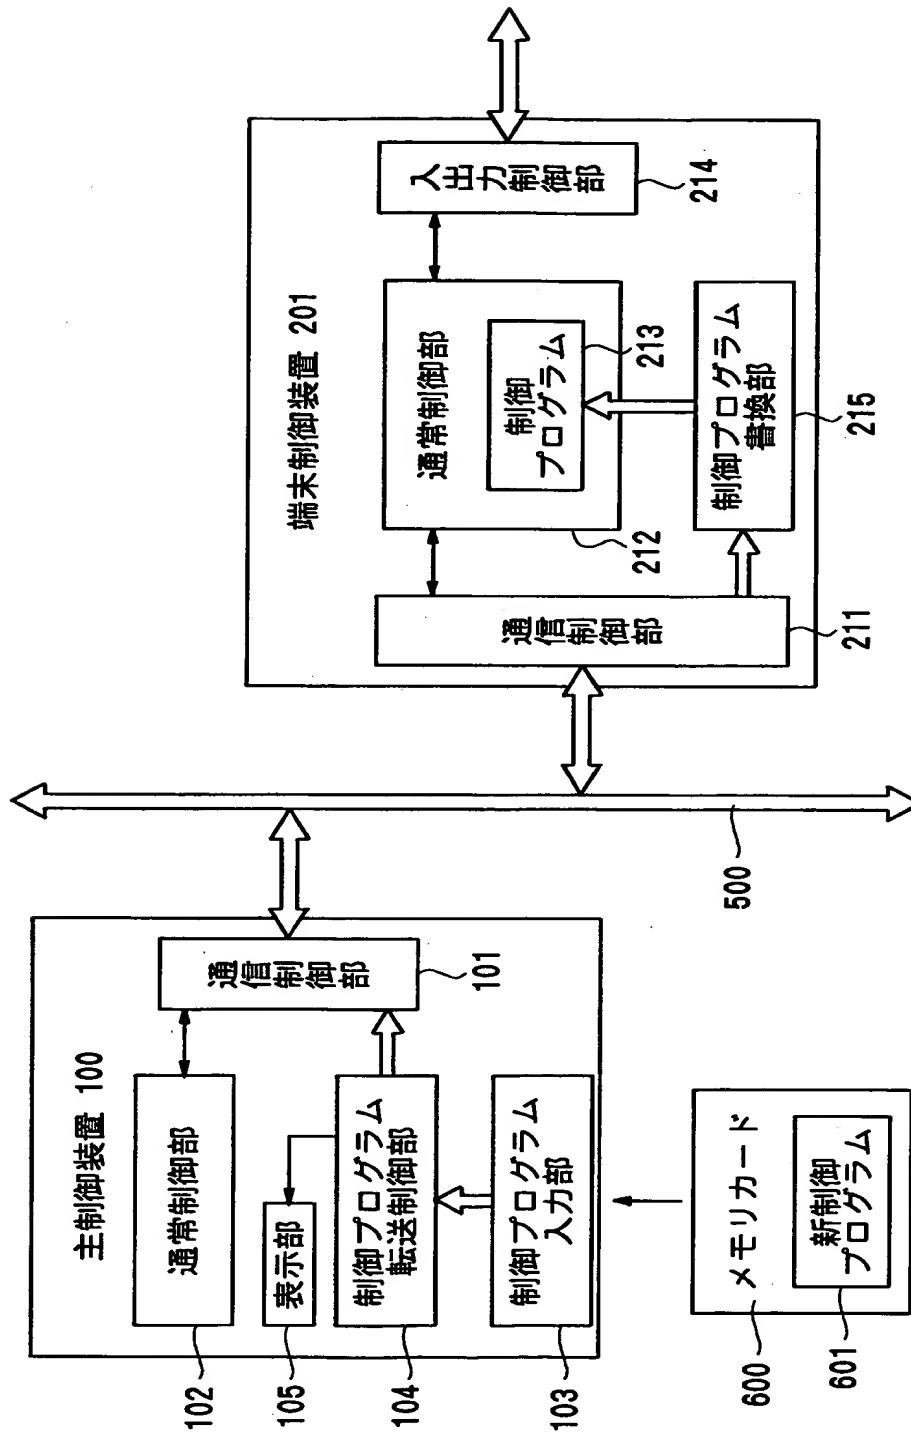 主制御装置 100
通常制御部
102
表示部
105
制御プログラム
転送制御部
104
制御プログラム
入力部
103
通信制御部
101
メモリカード
600
新制御
プログラム
601
500
端末制御装置 201
通信制御部
211
通常制御部
212
制御
プログラム
213
入出力制御部
214
制御プログラム
書換部
215